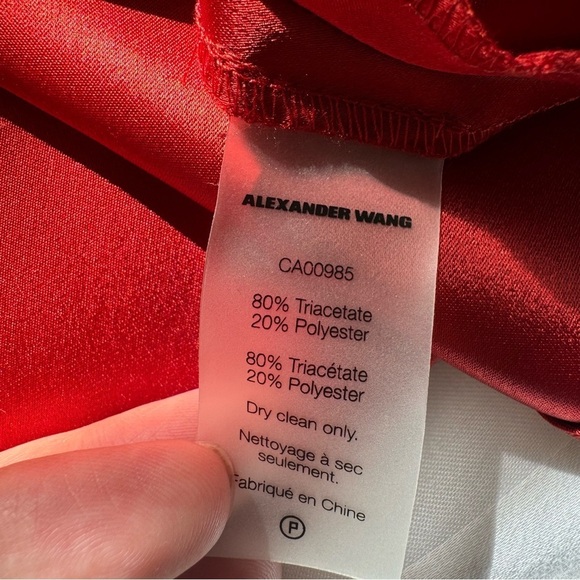 ALEXANDER WANG
CA00985
80% Triacetate
20% Polyester
80% Triacétate
20% Polyester
Dry clean only.
Nettoyage à sec
seulement.
Fabriqué en Chine
P